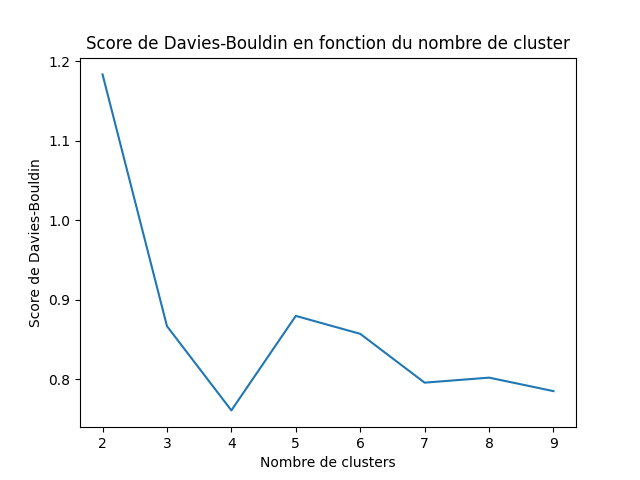 Score de Davies-Bouldin en fonction du nombre de cluster
1.2
1.1
1.0
0.9
0.8
Score de Davies-Bouldin
2 3 4 5 6 7 8 9
Nombre de clusters